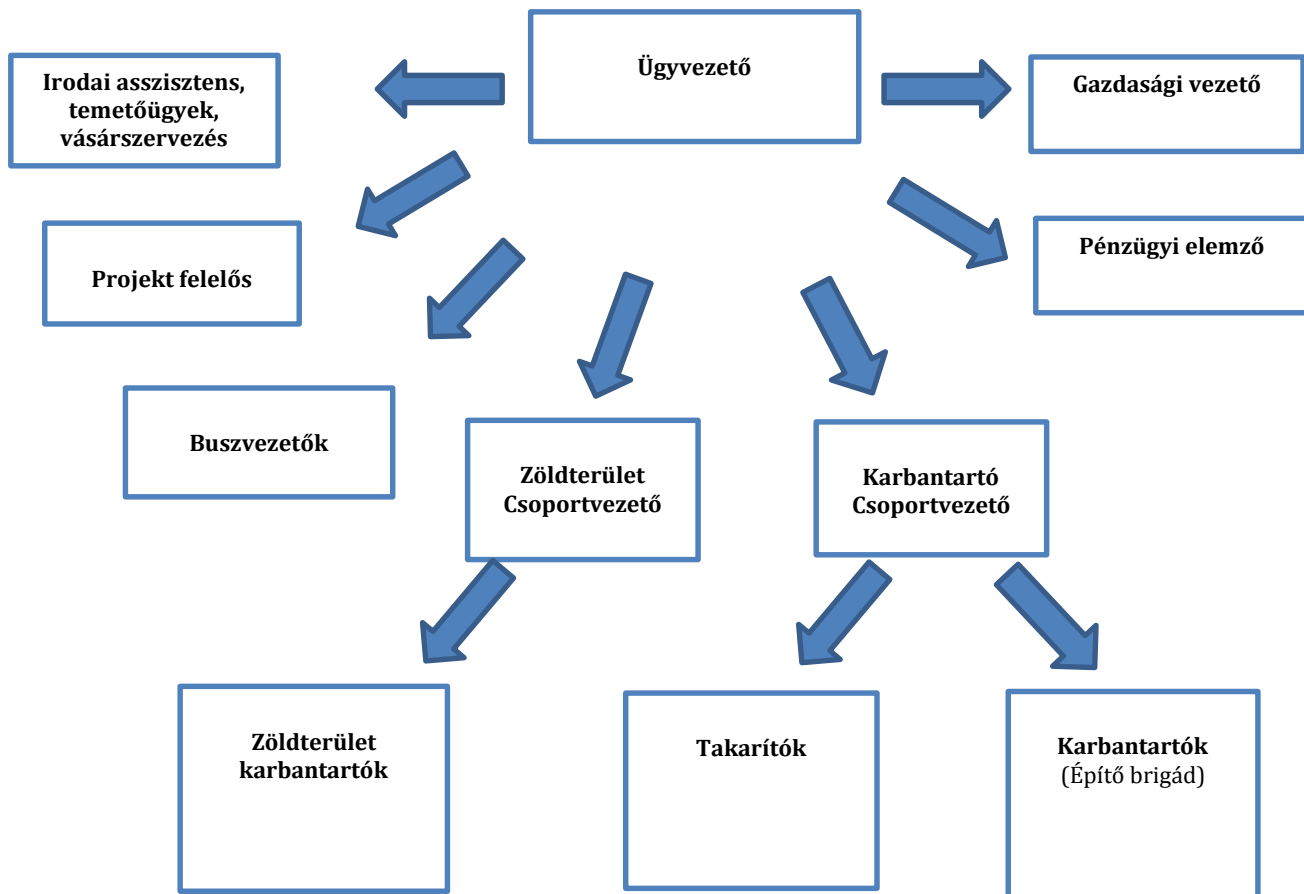 Ügyvezető
Irodai asszisztens,
temetőügyek,
vásárszervezés
Gazdasági vezető
Projekt felelős
Pénzügyi elemző
Buszvezetők
Zöldterület
Csoportvezető
Karbantartó
Csoportvezető
Zöldterület
karbantartók
Takarítók
Karbantartók
(Építő brigád)